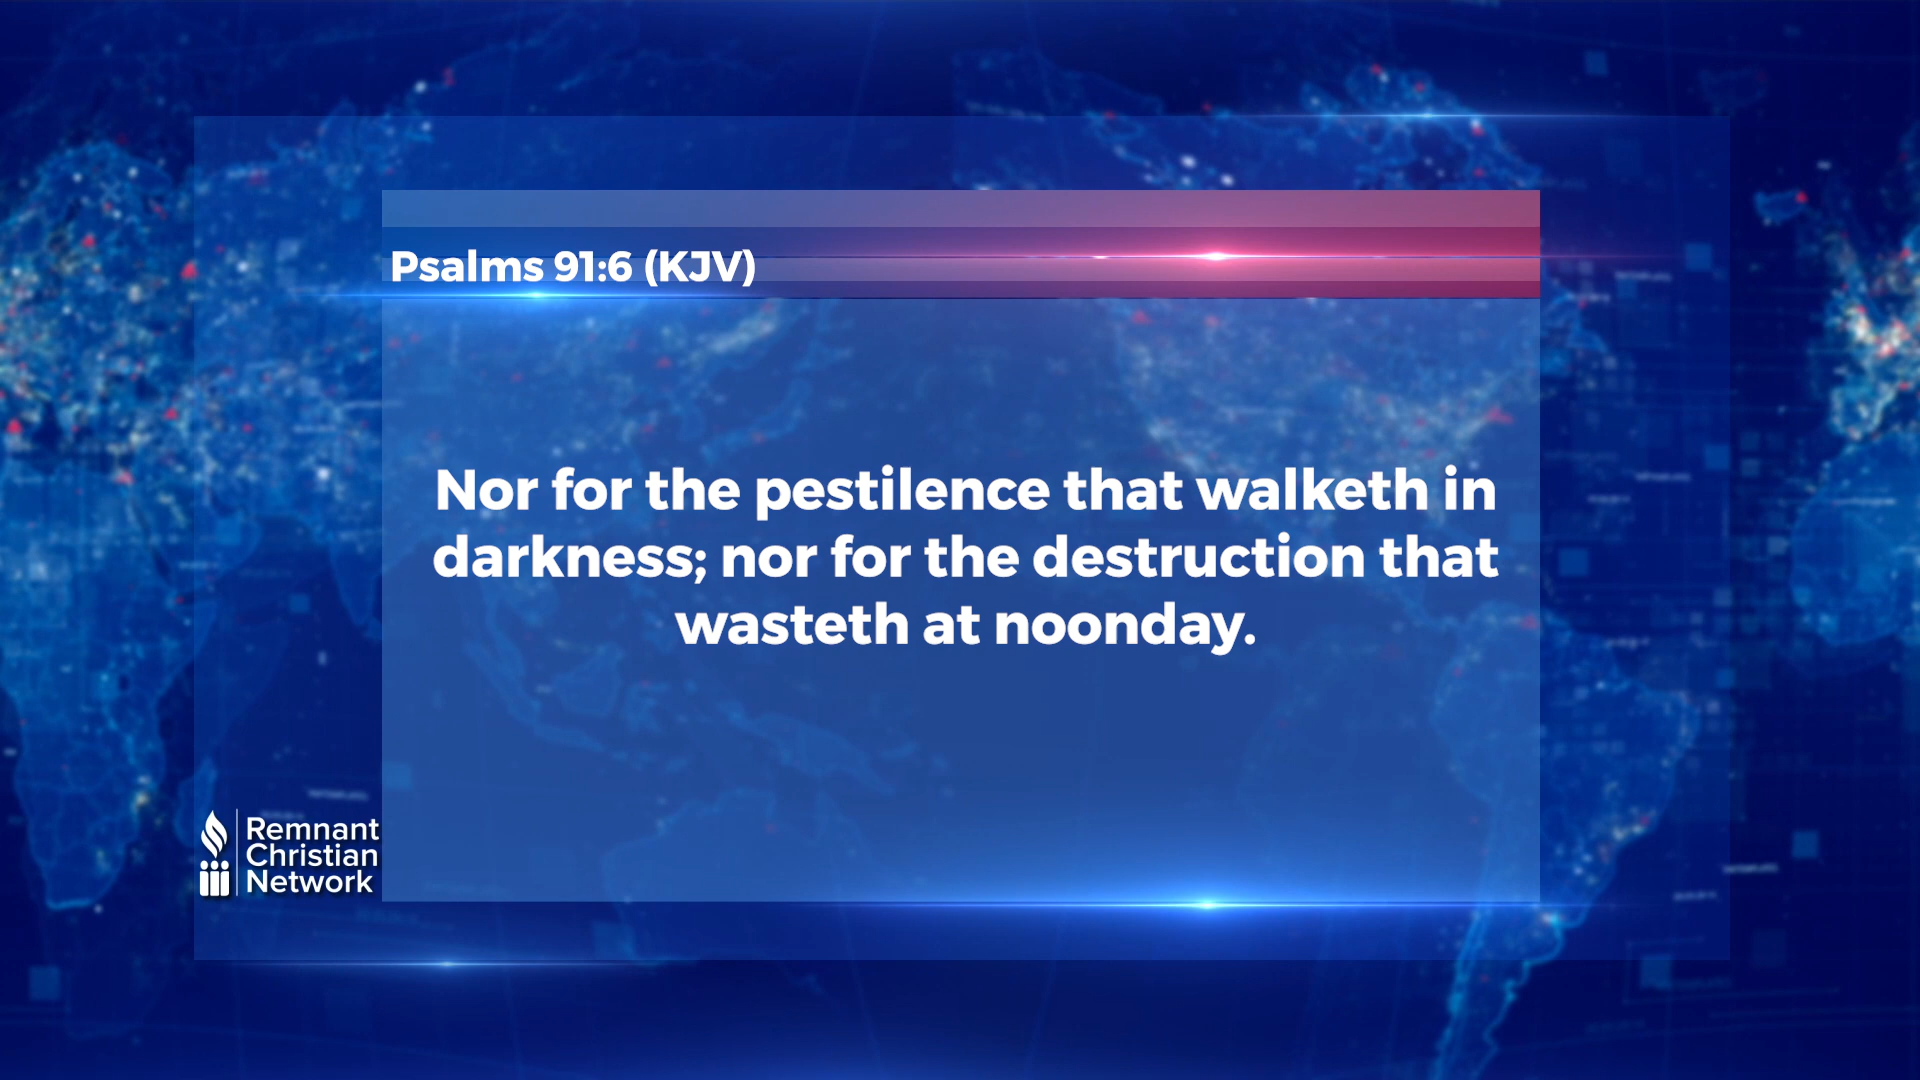 Psalms 91:6 (KJV)
Nor for the pestilence that walketh in
darkness; nor for the destruction that
wasteth at noonday.
Remnant
Christian
Network